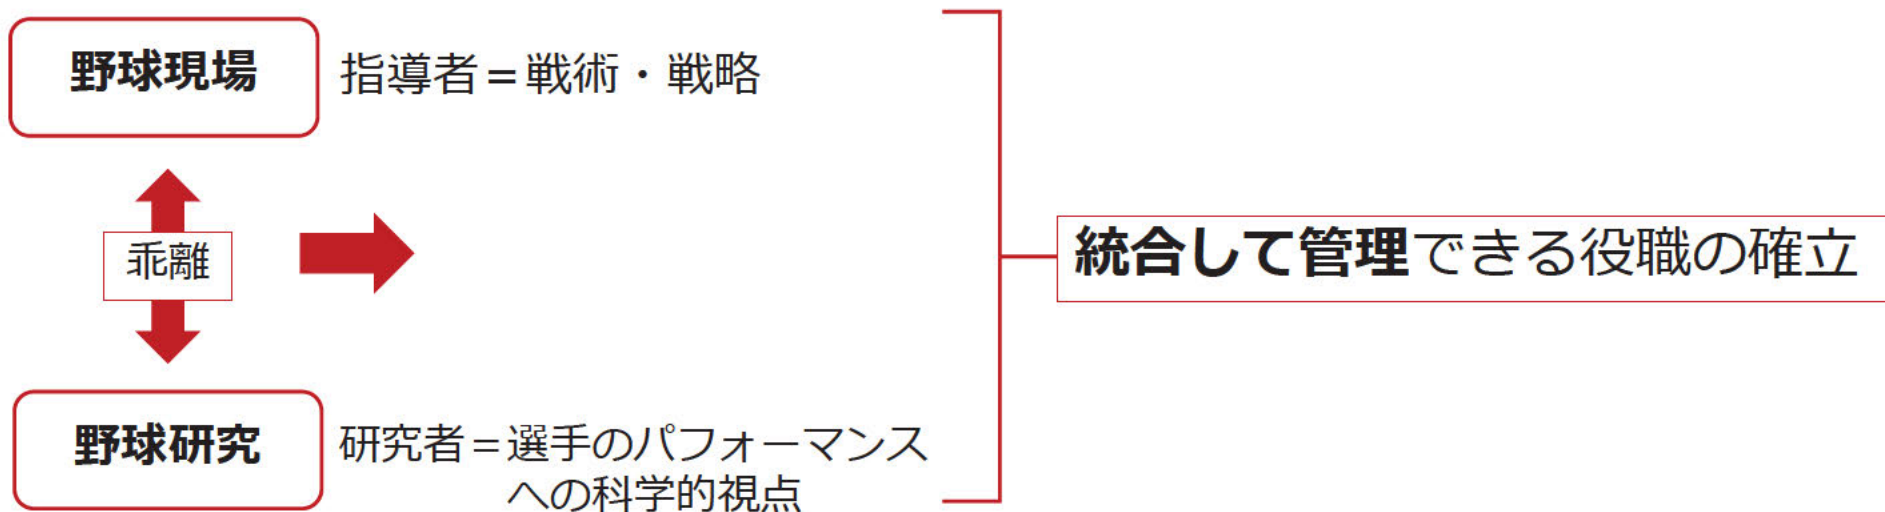 野球現場
指導者＝戦術・戦略
乖離
統合して管理できる役職の確立
野球研究
研究者＝選手のパフォーマンス
への科学的視点